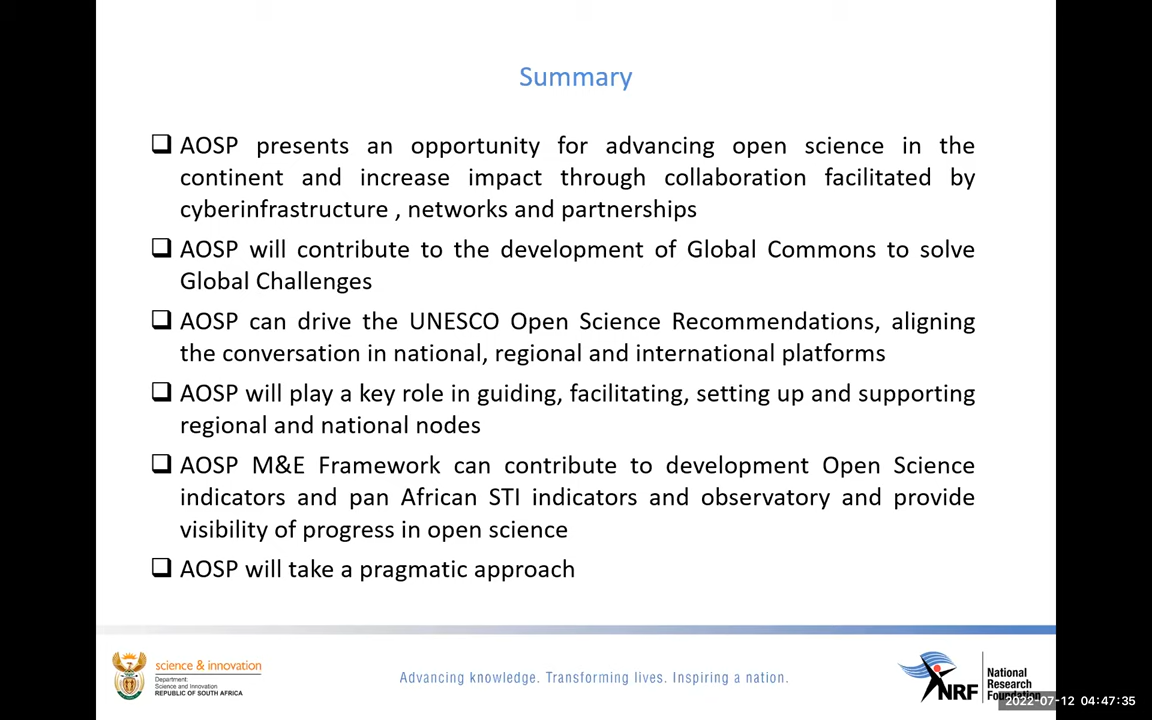 Summary
❑ AOSP presents an opportunity for advancing open science in the
continent and increase impact through collaboration facilitated by
cyberinfrastructure , networks and partnerships
❑ AOSP will contribute to the development of Global Commons to solve
Global Challenges
❑ AOSP can drive the UNESCO Open Science Recommendations, aligning
the conversation in national, regional and international platforms
❑ AOSP will play a key role in guiding, facilitating, setting up and supporting
regional and national nodes
❑ AOSP M&E Framework can contribute to development Open Science
indicators and pan African STI indicators and observatory and provide
visibility of progress in open science
❑ AOSP will take a pragmatic approach
science & innovation
Department:
Science and Innovation
REPUBLIC OF SOUTH AFRICA
Advancing knowledge. Transforming lives. Inspiring a nation.
NRF
National
Research
Foundation
2022-07-12 04:47:35